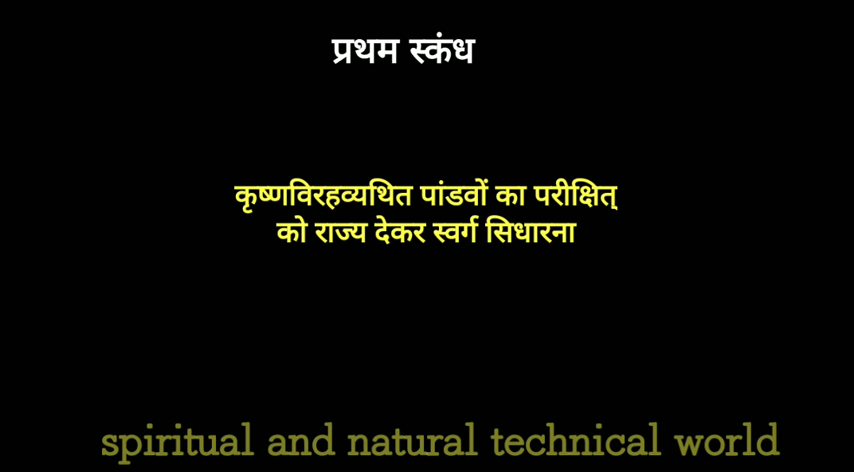 प्रथम स्कंध
कृष्णविरहव्यथित पांडवों का परीक्षित्
को राज्य देकर स्वर्ग सिधारना
spiritual and natural technical world